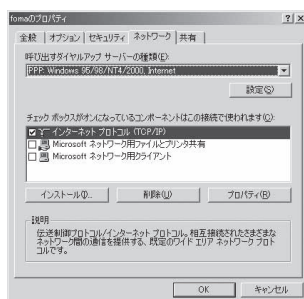 fomaのプロパティ
全般 オプション セキュリティ ネットワーク 共有
呼び出すダイヤルアップ サーバーの種類(E):
PPP: Windows 95/98/NT4/2000, Internet
設定(S)
チェック ボックスがオンになっているコンポーネントはこの接続で使われます(O):
インターネット プロトコル (TCP/IP)
Microsoft ネットワーク用ファイルとプリンタ共有
Microsoft ネットワーク用クライアント
インストール(I)...
削除(U)
プロパティ(R)
説明
伝送制御プロトコル/インターネット プロトコル。相互接続されたさまざまな
ネットワーク間の通信を提供する、既定のワイド エリア ネットワーク プロト
コルです。
OK
キャンセル